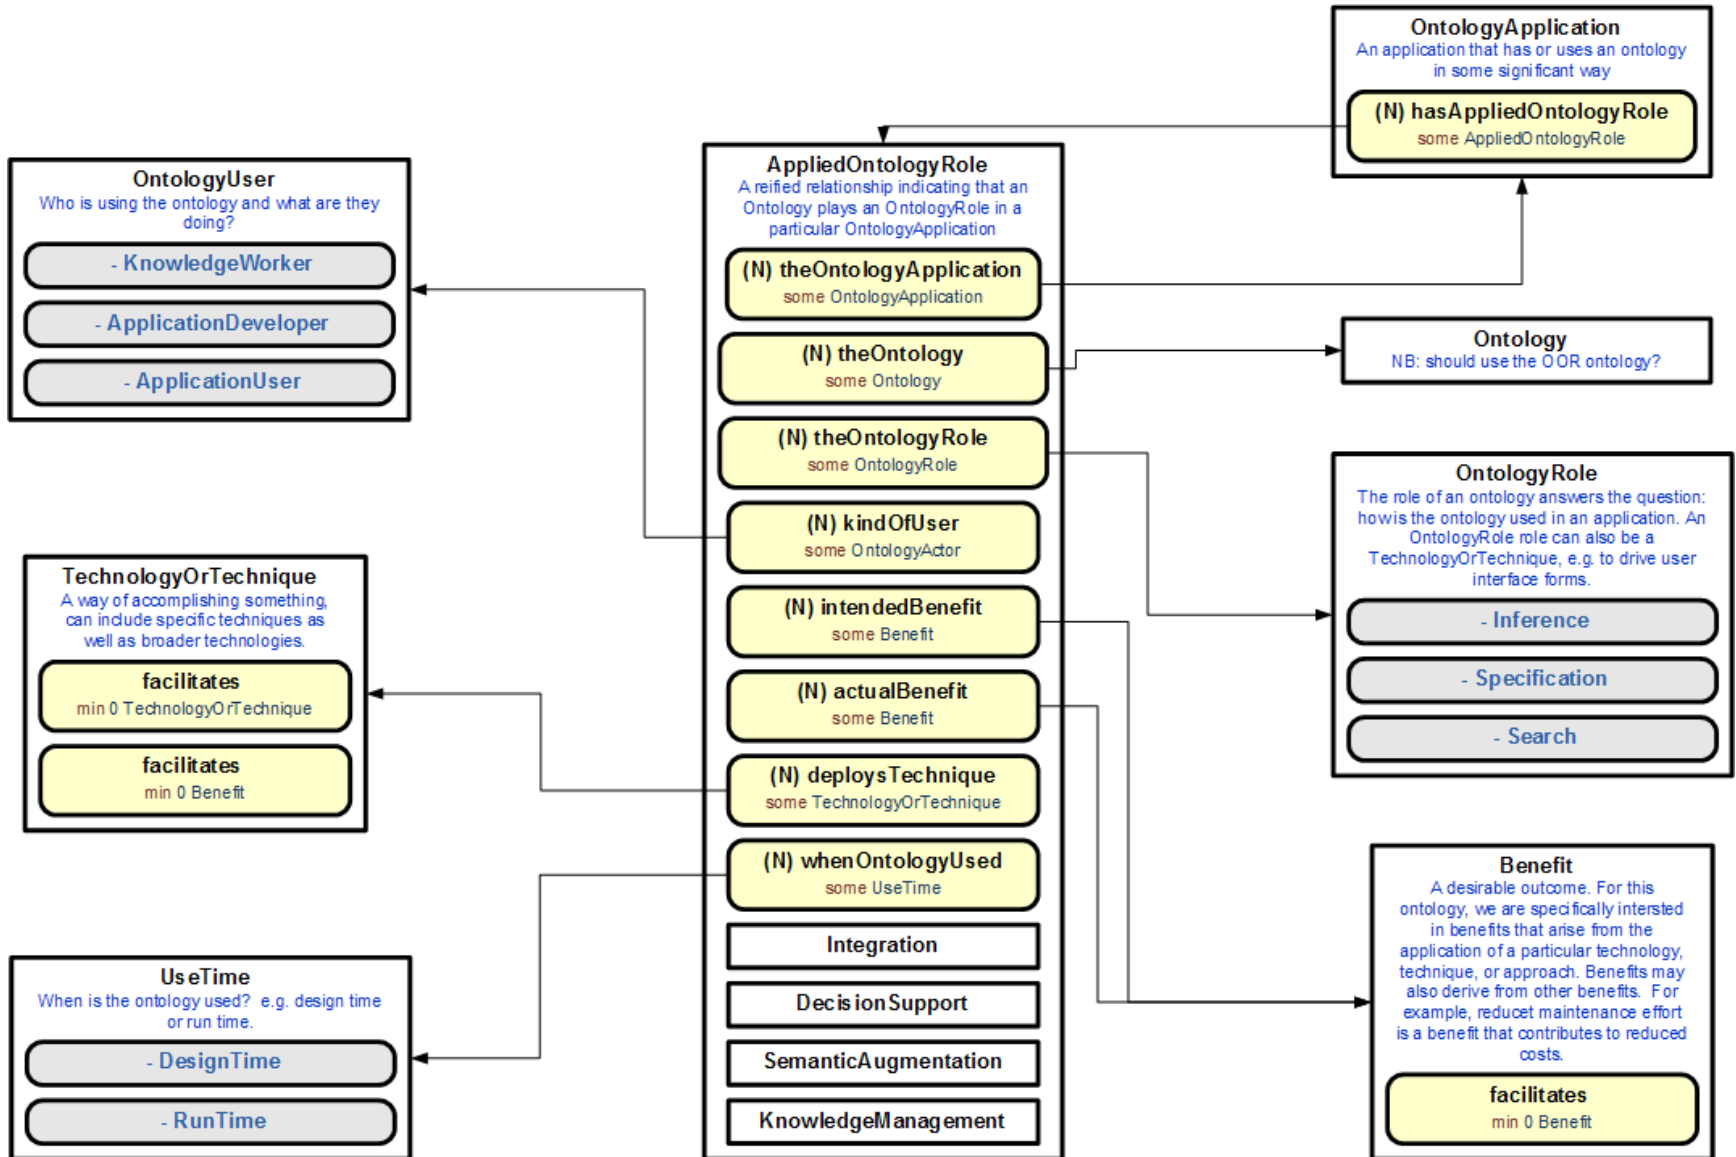 OntologyApplication
An application that has or uses an ontology
in some significant way
(N) hasAppliedOntologyRole
some AppliedOntologyRole
OntologyUser
Who is using the ontology and what are they
doing?
- KnowledgeWorker
- ApplicationDeveloper
- ApplicationUser
AppliedOntologyRole
A reified relationship indicating that an
Ontology plays an OntologyRole in a
particular OntologyApplication
(N) theOntologyApplication
some OntologyApplication
(N) theOntology
some Ontology
(N) theOntologyRole
some OntologyRole
(N) kindOfUser
some OntologyActor
(N) intendedBenefit
some Benefit
(N) actualBenefit
some Benefit
(N) deploysTechnique
some TechnologyOrTechnique
(N) whenOntologyUsed
some UseTime
Integration
DecisionSupport
SemanticAugmentation
KnowledgeManagement
Ontology
NB: should use the OOR ontology?
OntologyRole
The role of an ontology answers the question:
how is the ontology used in an application. An
OntologyRole role can also be a
TechnologyOrTechnique, e.g. to drive user
interface forms.
- Inference
- Specification
- Search
TechnologyOrTechnique
A way of accomplishing something,
can include specific techniques as
well as broader technologies.
facilitates
min 0 TechnologyOrTechnique
facilitates
min 0 Benefit
UseTime
When is the ontology used? e.g. design time
or run time.
- DesignTime
- RunTime
Benefit
A desirable outcome. For this
ontology, we are specifically intersted
in benefits that arise from the
application of a particular technology,
technique, or approach. Benefits may
also derive from other benefits. For
example, reducet maintenance effort
is a benefit that contributes to reduced
costs.
facilitates
min 0 Benefit